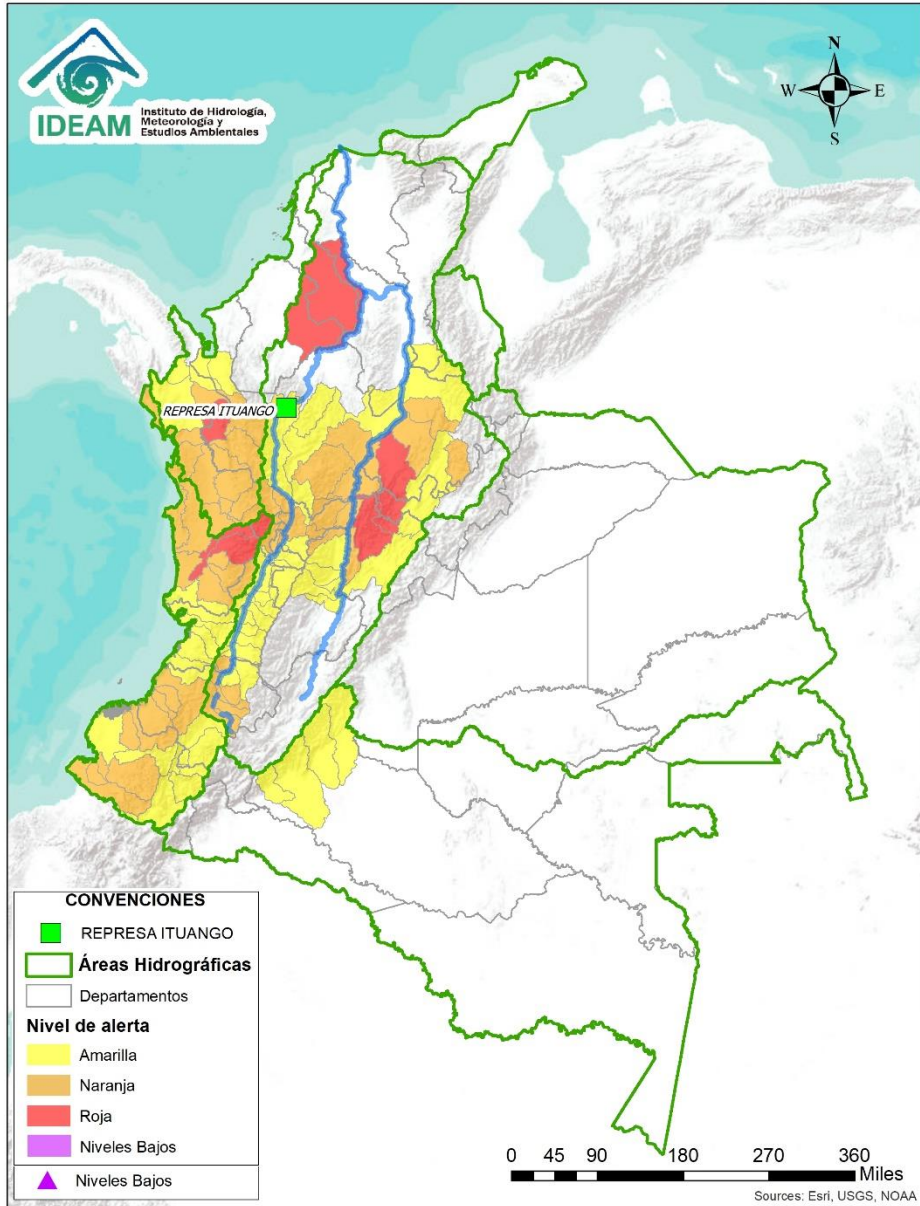 IDEAM
Instituto de Hidrología,
Meteorología y
Estudios Ambientales
N
W
E
S
REPRESA ITUANGO
CONVENCIONES
REPRESA ITUANGO
Áreas Hidrográficas
Departamentos
Nivel de alerta
Amarilla
Naranja
Roja
Niveles Bajos
Niveles Bajos
0 45 90 180 270 360
Miles
Sources: Esri, USGS, NOAA